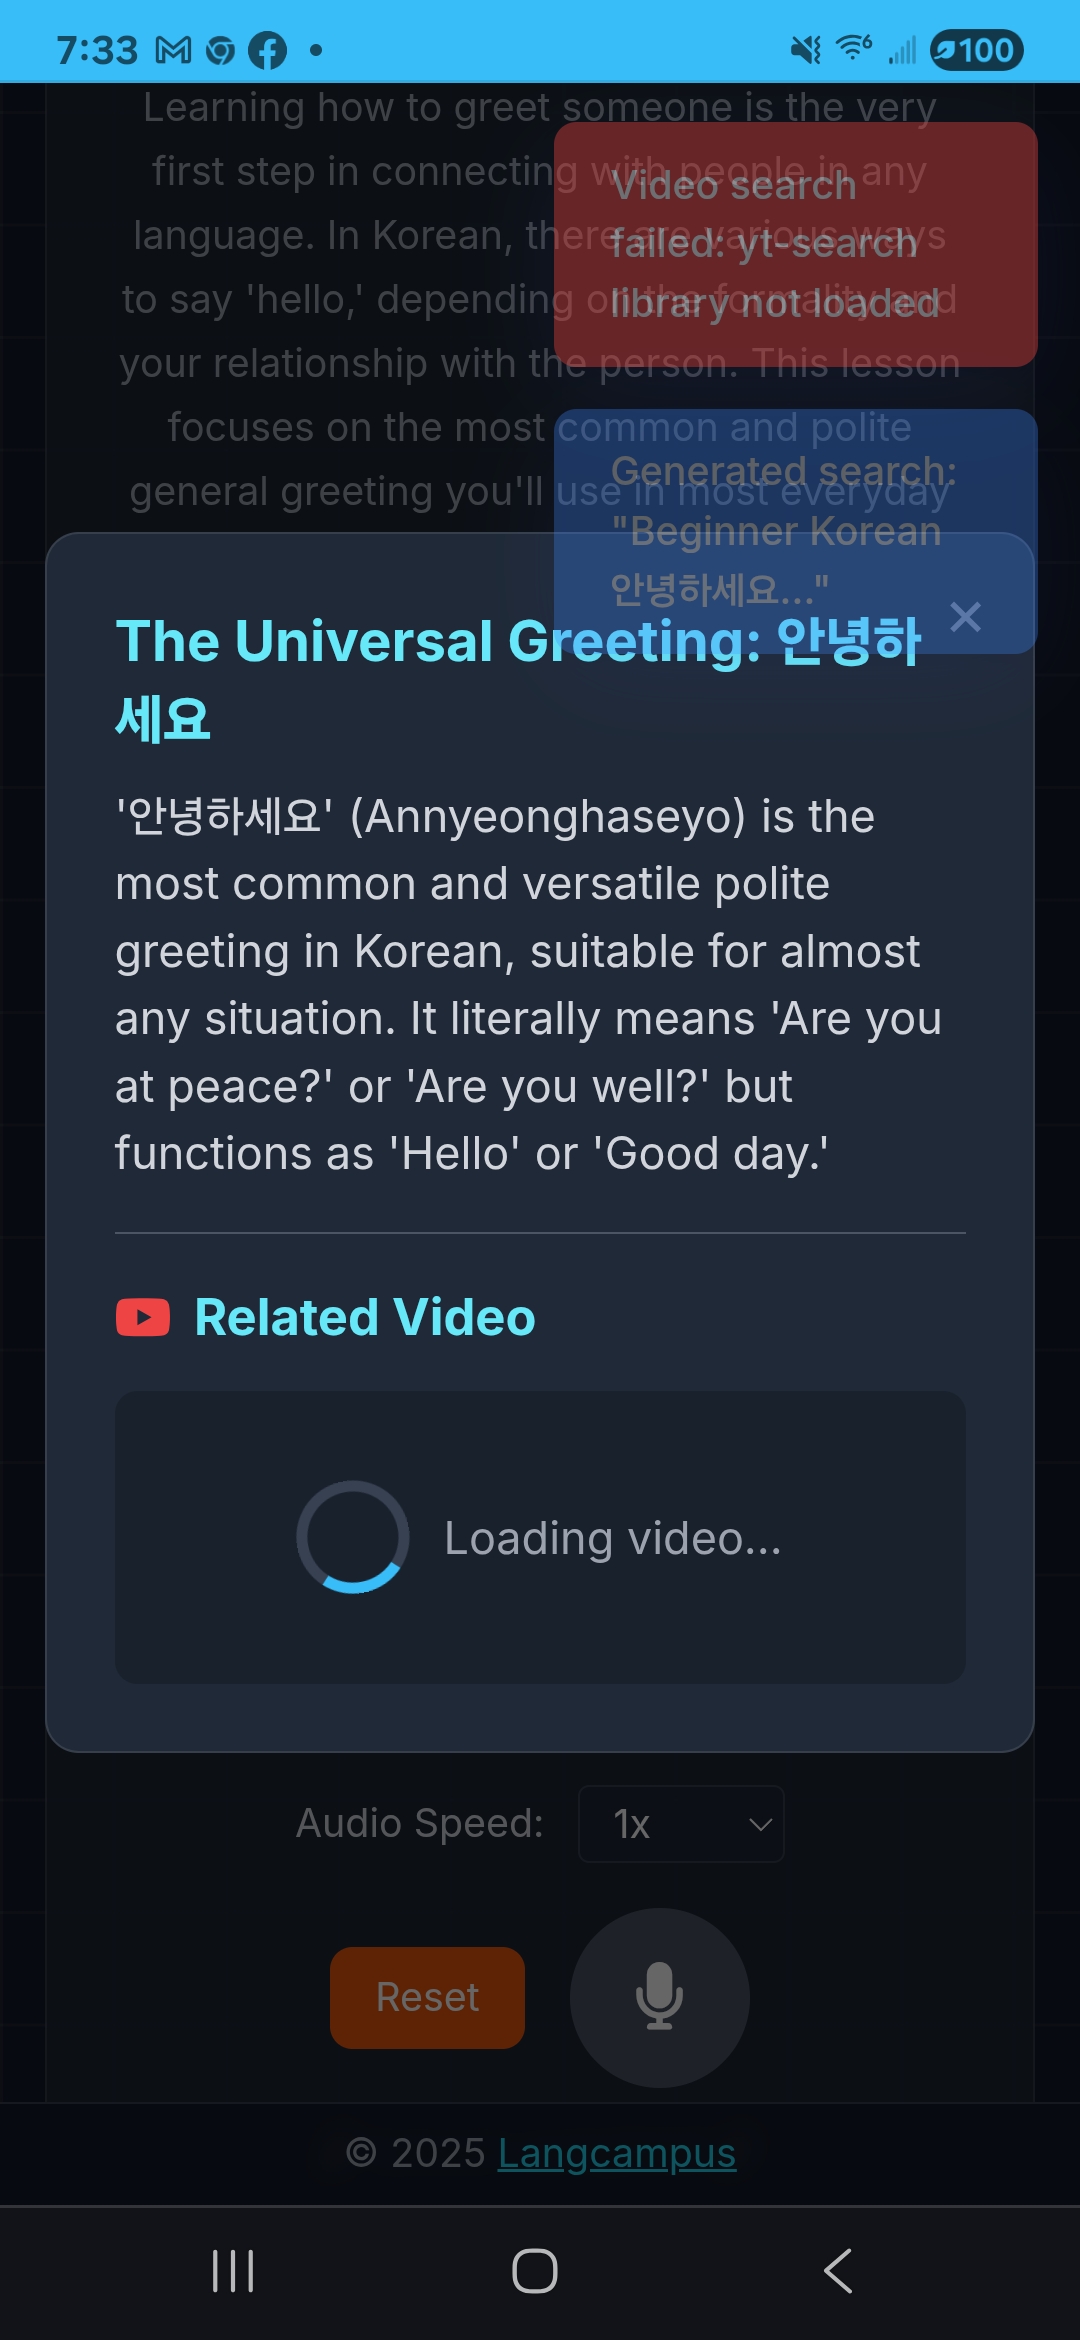 7:33
6
100
Learning how to greet someone is the very
first step in connecting with people in any
language. In Korean, there are various ways
to say 'hello,' depending on the formality and
your relationship with the person. This lesson
focuses on the most common and polite
general greeting you'll use in most everyday
Video search
failed: yt-search
library not loaded
Generated search:
"Beginner Korean
안녕하세요..."
The Universal Greeting: 안녕하
세요
'안녕하세요' (Annyeonghaseyo) is the
most common and versatile polite
greeting in Korean, suitable for almost
any situation. It literally means 'Are you
at peace?' or 'Are you well?' but
functions as 'Hello' or 'Good day.'
Related Video
Loading video...
Audio Speed: 1x
Reset
© 2025 Langcampus